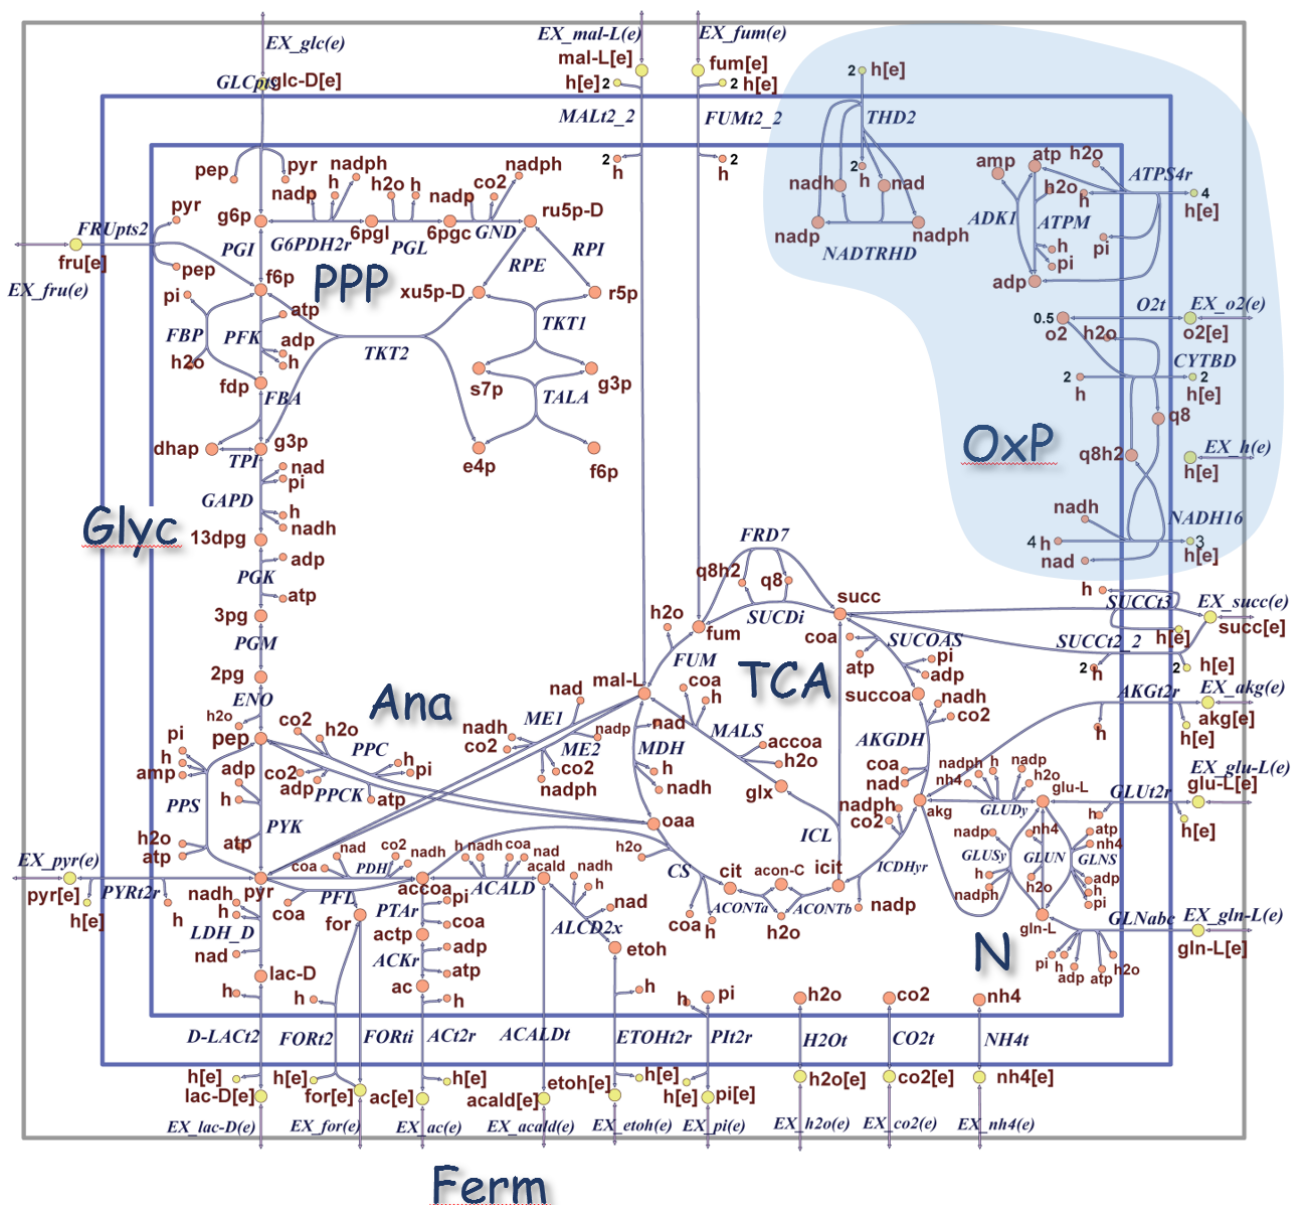 EX_glc(e)
EX_mal-L(e)
EX_fum(e)
mal-L[e]
fum[e]
GLCpts
glc-D[e]
h[e] 2
2 h[e]
2 h[e]
MALt2_2
FUMt2_2
THD2
2
h
2
h
2
h
pep
pyr
nadp
h
nadph
h2o
h
nadp
co2
nadph
nadh
nad
amp
atp
h2o
ATPS4r
4
h[e]
h2o
h
ADK1
ATPM
h
pi
pi
adp
nadp
nadph
NADTRHD
pyr
FRUpts2
fru[e]
EX_fru(e)
pep
g6p
PGI
G6PDH2r
6pgl
PGL
6pgc
GND
ru5p-D
RPE
RPI
PPP
f6p
xu5p-D
r5p
pi
FBP
h2o
PFK
atp
adp
h
TKT2
TKT1
s7p
g3p
TALA
fdp
FBA
dhap
TPI
g3p
e4p
f6p
O2t
EX_o2(e)
0.5
o2
h2o
o2[e]
CYTBD
2
h
2
h[e]
q8
q8h2
OxP
EX_h(e)
h[e]
nadh
4 h
nad
NADH16
3
h[e]
nad
pi
GAPD
h
nadh
Glyc
13dpg
adp
PGK
atp
3pg
PGM
2pg
ENO
h2o
pep
FRD7
q8h2
q8
SUCDi
succ
h2o
fum
FUM
mal-L
TCA
coa
atp
SUCOAS
pi
adp
succoa
nadh
co2
AKGDH
coa
nad
h
SUCCt3
EX_succ(e)
h[e]
succ[e]
SUCCt2_2
2
h
2
h[e]
AKGt2r
EX_akg(e)
h
akg[e]
h[e]
Ana
nad
ME1
nadh
co2
ME2
nadp
co2
nadph
nad
MDH
h
nadh
coa
h
MALS
accoa
h2o
glx
ICL
oaa
co2
h2o
PPC
h
pi
co2
adp
PPCK
atp
pi
h
amp
PPS
h2o
atp
adp
h
PYK
atp
nadph
co2
akg
ICDHyr
nadp
nadph
h
nh4
nadp
h2o
GLUDy
glu-L
GLUt2r
EX_glu-L(e)
glu-L[e]
h
h[e]
nadp
GLUSy
h
nadph
nh4
GLUN
h2o
atp
nh4
GLNS
adp
h
pi
gln-L
GLNabc
EX_gln-L(e)
gln-L[e]
pi
h
adp
atp
h2o
N
EX_pyr(e)
pyr[e]
h[e]
PYRt2r
h
pyr
coa
nad
PDH
co2
nadh
accoa
coa
PFL
for
h
nadh
coa
nad
ACALD
acald
nadh
h
nad
ALCD2x
etoh
h2o
CS
coa
h
cit
acon-C
icit
ACONTa
ACONTb
h2o
nadh
h
LDH_D
nad
lac-D
h
PTAr
pi
coa
actp
ACKr
adp
atp
ac
h
h
h
h
pi
h2o
co2
nh4
D-LACt2
FORt2
FORti
ACt2r
ACALDt
ETOHt2r
PIt2r
H2Ot
CO2t
NH4t
h[e]
lac-D[e]
h[e]
for[e]
h[e]
ac[e]
acald[e]
etoh[e]
h[e]
h[e]
pi[e]
h2o[e]
co2[e]
nh4[e]
EX_lac-D(e)
EX_for(e)
EX_ac(e)
EX_acald(e)
EX_etoh(e)
EX_pi(e)
EX_h2o(e)
EX_co2(e)
EX_nh4(e)
Ferm